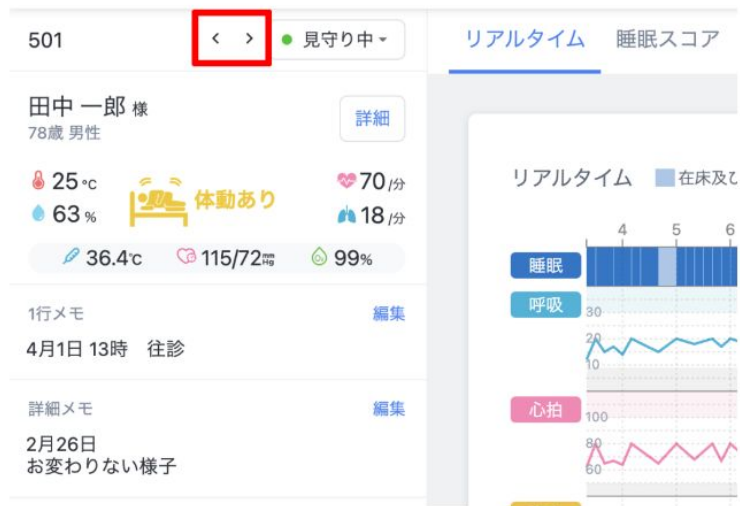 501
見守り中
田中 一郎 様
78歳 男性
詳細
25℃
体動あり
70/分
63%
18/分
36.4℃ 115/72mmHg 99%
1行メモ 編集
4月1日 13時 往診
詳細メモ 編集
2月26日
お変わりない様子
リアルタイム 睡眠スコア
リアルタイム 在床及び
4 5 6
睡眠
呼吸
30
20
10
心拍
100
80
60